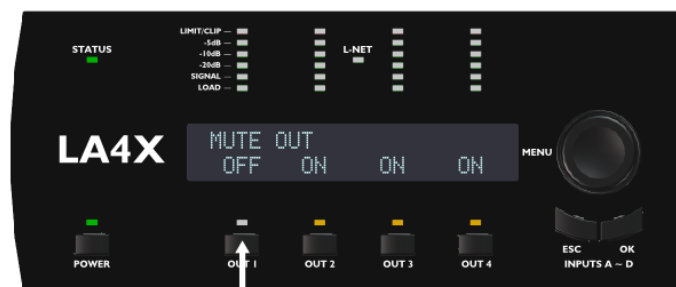 STATUS
LIMIT/CLIP
-5dB
-10dB
-20dB
SIGNAL
LOAD
L-NET
LA4X
MUTE OUT
OFF ON ON ON
MENU
POWER
OUT 1
OUT 2
OUT 3
OUT 4
ESC OK
INPUTS A ~ D